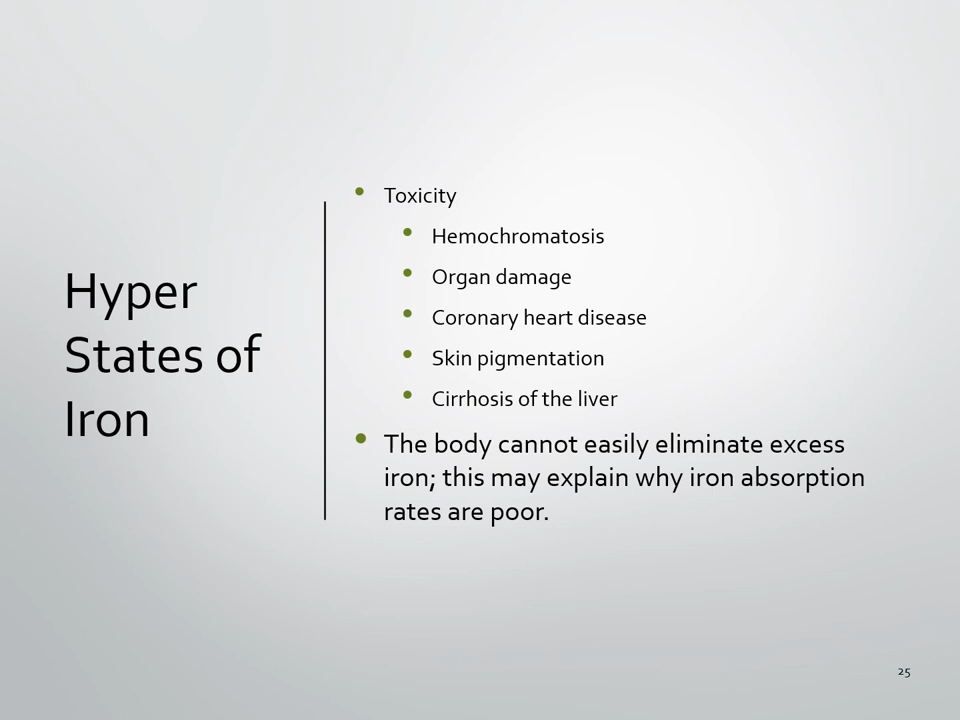 Hyper
States of
Iron
• Toxicity
• Hemochromatosis
• Organ damage
• Coronary heart disease
• Skin pigmentation
• Cirrhosis of the liver
• The body cannot easily eliminate excess
iron; this may explain why iron absorption
rates are poor.
25